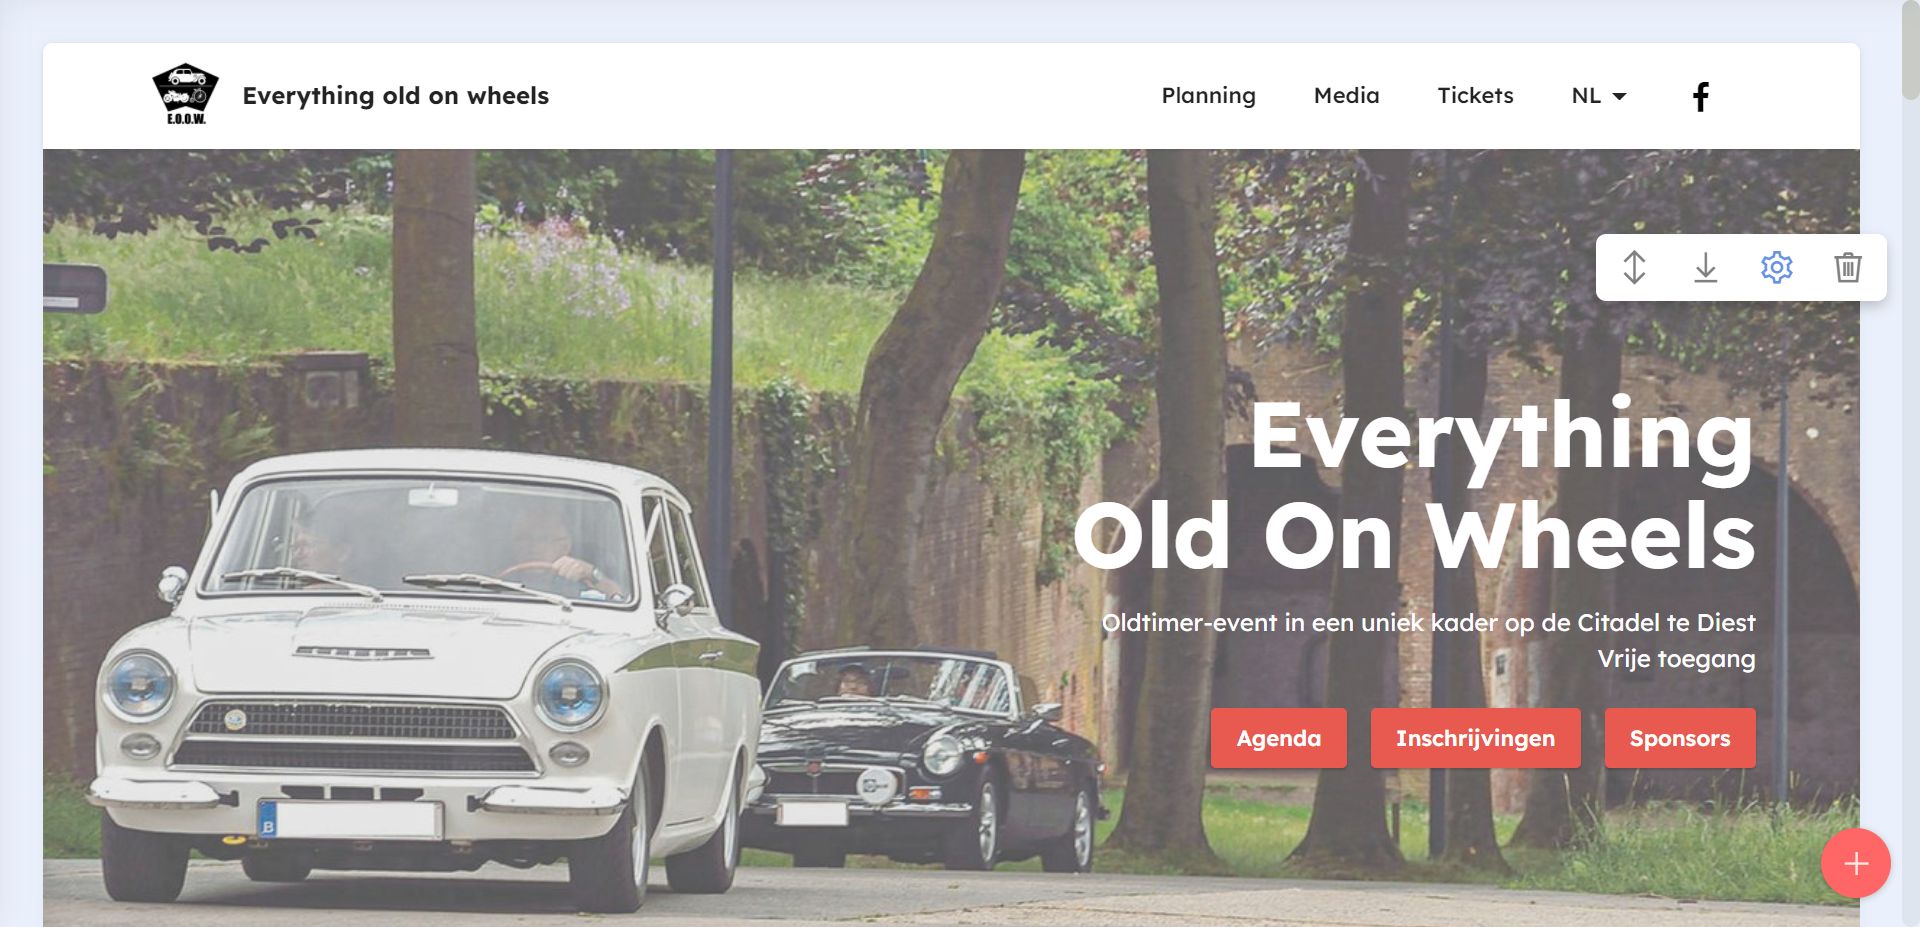 E.O.O.W.
Everything old on wheels
Planning
Media
Tickets
NL
Everything
Old On Wheels
Oldtimer-event in een uniek kader op de Citadel te Diest
Vrije toegang
Agenda
Inschrijvingen
Sponsors
B